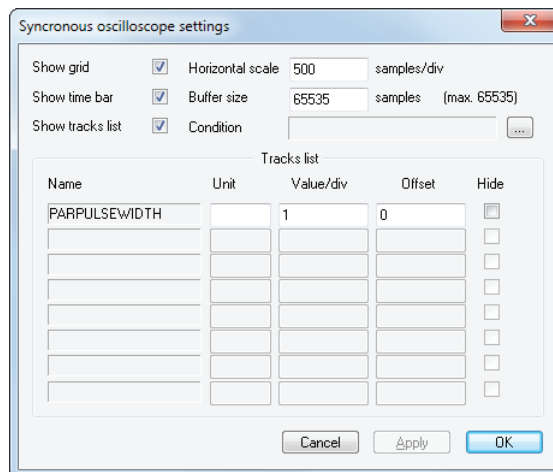 Syncronous oscilloscope settings
Show grid Horizontal scale 500 samples/div
Show time bar Buffer size 65535 samples (max. 65535)
Show tracks list Condition ...
Tracks list
Name Unit Value/div Offset Hide
PARPULSEWIDTH 1 0
Cancel Apply OK